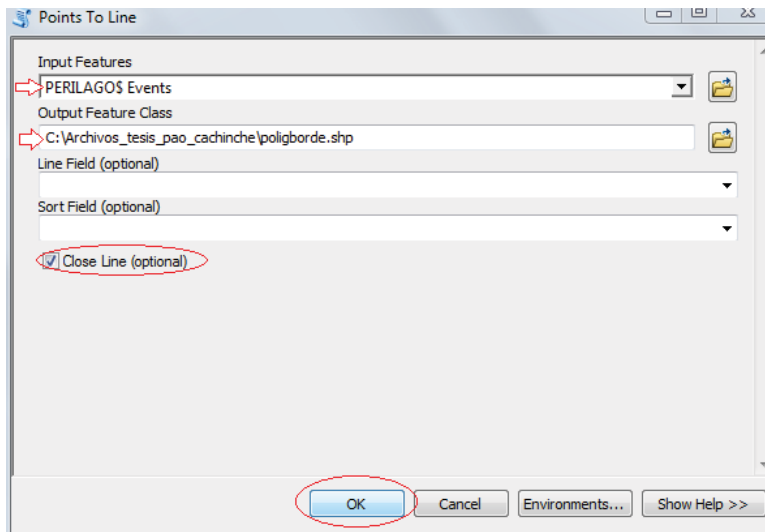 Points To Line
Input Features
PERILAGO$ Events
Output Feature Class
C:\Archivos_tesis_pao_cachinche\poligborde.shp
Line Field (optional)
Sort Field (optional)
Close Line (optional)
OK
Cancel
Environments...
Show Help >>